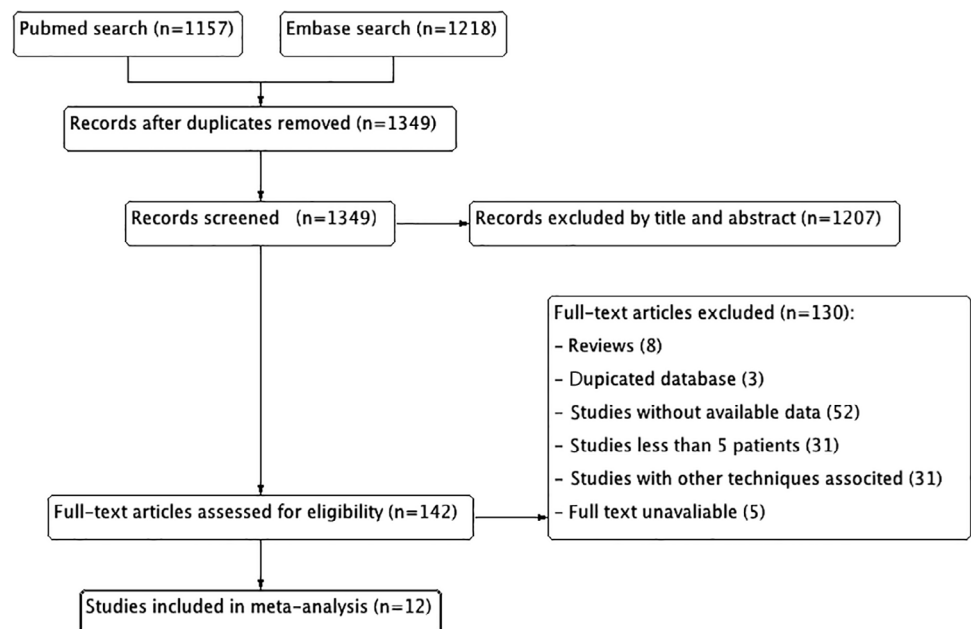 Pubmed search (n=1157)
Embase search (n=1218)
Records after duplicates removed (n=1349)
Records screened (n=1349)
Records excluded by title and abstract (n=1207)
Full-text articles excluded (n=130):
- Reviews (8)
- Dupicated database (3)
- Studies without available data (52)
- Studies less than 5 patients (31)
- Studies with other techniques associted (31)
- Full text unavaliable (5)
Full-text articles assessed for eligibility (n=142)
Studies included in meta-analysis (n=12)